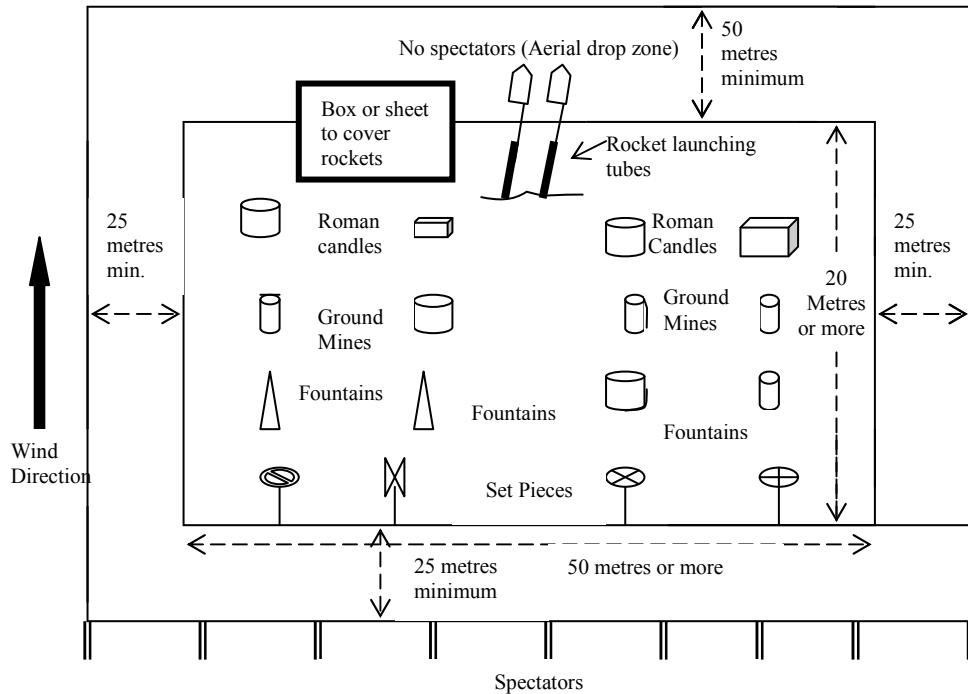 50
metres
minimum
No spectators (Aerial drop zone)
Box or sheet
to cover
rockets
Rocket launching
tubes
25
metres
min.
Roman
candles
Roman
Candles
25
metres
min.
20
Metres
or more
Ground
Mines
Ground
Mines
Fountains
Fountains
Fountains
Wind
Direction
Set Pieces
25 metres
minimum
50 metres or more
Spectators